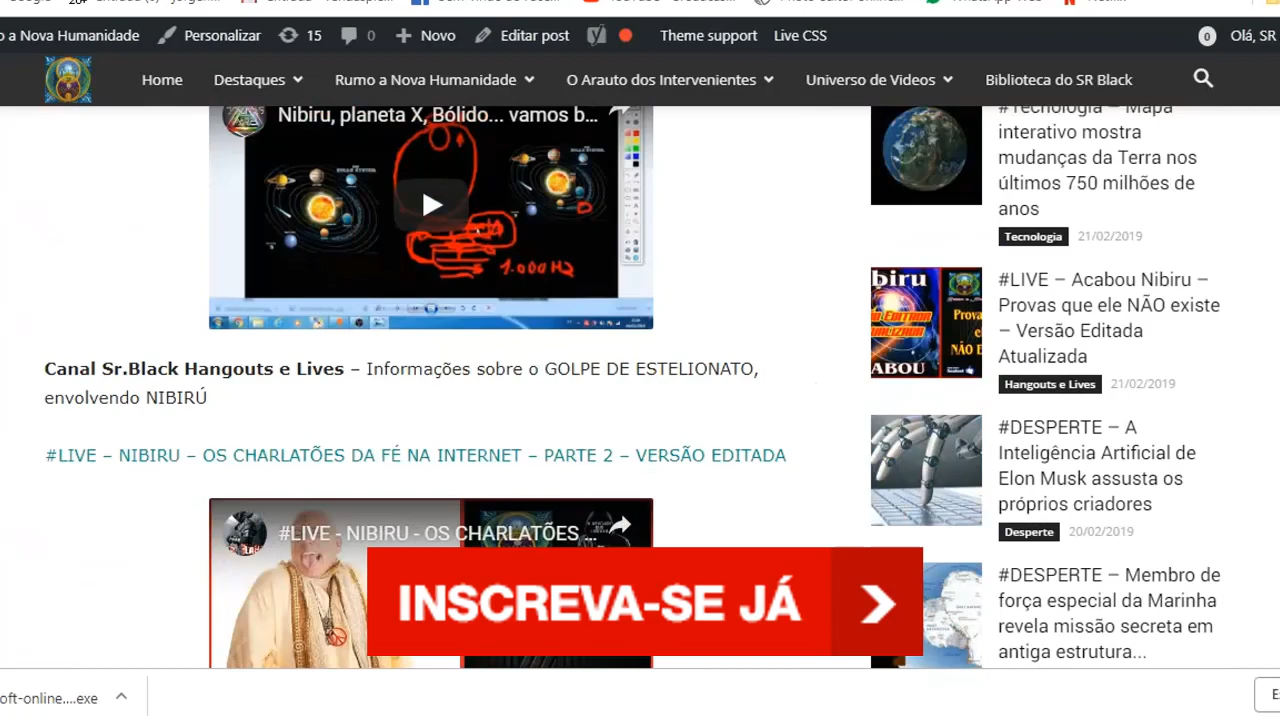 o a Nova Humanidade
Personalizar
15
0
Novo
Editar post
Theme support
Live CSS
0
Olá, SR
Home
Destaques
Rumo a Nova Humanidade
O Arauto dos Intervenientes
Universo de Videos
Biblioteca do SR Black
Nibiru, planeta X, Bólido... vamos b...
1.000 HZ
Canal Sr.Black Hangouts e Lives – Informações sobre o GOLPE DE ESTELIONATO,
envolvendo NIBIRÚ
#LIVE – NIBIRU – OS CHARLATÕES DA FÉ NA INTERNET – PARTE 2 – VERSÃO EDITADA
#LIVE - NIBIRU - OS CHARLATÕES ...
INSCREVA-SE JÁ
#Tecnologia – Mapa
interativo mostra
mudanças da Terra nos
últimos 750 milhões de
anos
Tecnologia 21/02/2019
#LIVE – Acabou Nibiru –
Provas que ele NÃO existe
– Versão Editada
Atualizada
Hangouts e Lives 21/02/2019
#DESPERTE – A
Inteligência Artificial de
Elon Musk assusta os
próprios criadores
Desperte 20/02/2019
#DESPERTE – Membro de
força especial da Marinha
revela missão secreta em
antiga estrutura...
oft-online....exe